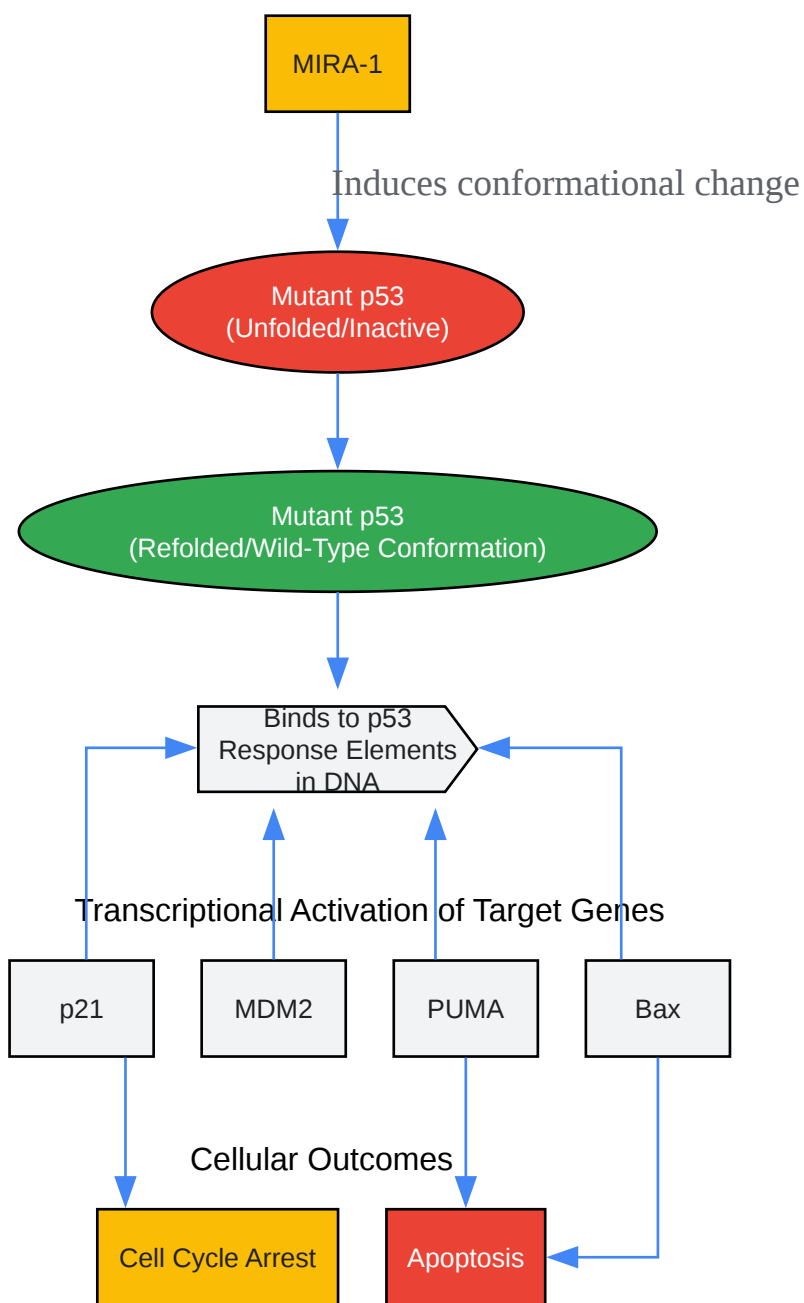 MIRA-1
Induces conformational change
Mutant p53
(Unfolded/Inactive)
Mutant p53
(Refolded/Wild-Type Conformation)
Binds to p53
Response Elements
in DNA
Transcriptional Activation of Target Genes
p21
MDM2
PUMA
Bax
Cellular Outcomes
Cell Cycle Arrest
Apoptosis